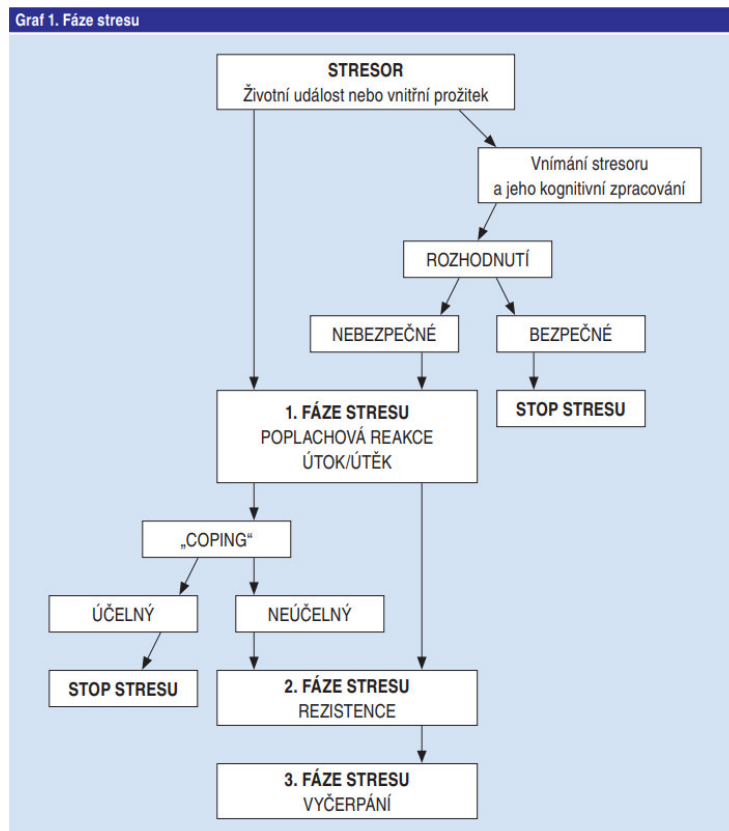 Graf 1. Fáze stresu
STRESOR
Životní událost nebo vnitřní prožitek
Vnímání stresoru
a jeho kognitivní zpracování
ROZHODNUTÍ
NEBEZPEČNÉ
BEZPEČNÉ
1. FÁZE STRESU
POPLACHOVÁ REAKCE
ÚTOK/ÚTĚK
STOP STRESU
„COPING“
ÚČELNÝ
NEÚČELNÝ
STOP STRESU
2. FÁZE STRESU
REZISTENCE
3. FÁZE STRESU
VYČERPÁNÍ